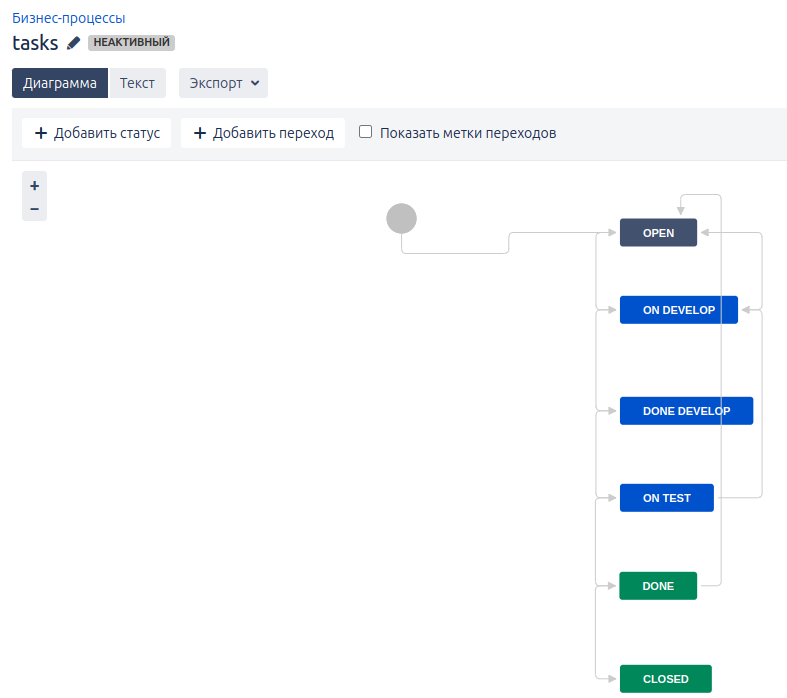 Бизнес-процессы
tasks НЕАКТИВНЫЙ
Диаграмма Текст Экспорт
+ Добавить статус + Добавить переход Показать метки переходов
+
−
OPEN
ON DEVELOP
DONE DEVELOP
ON TEST
DONE
CLOSED